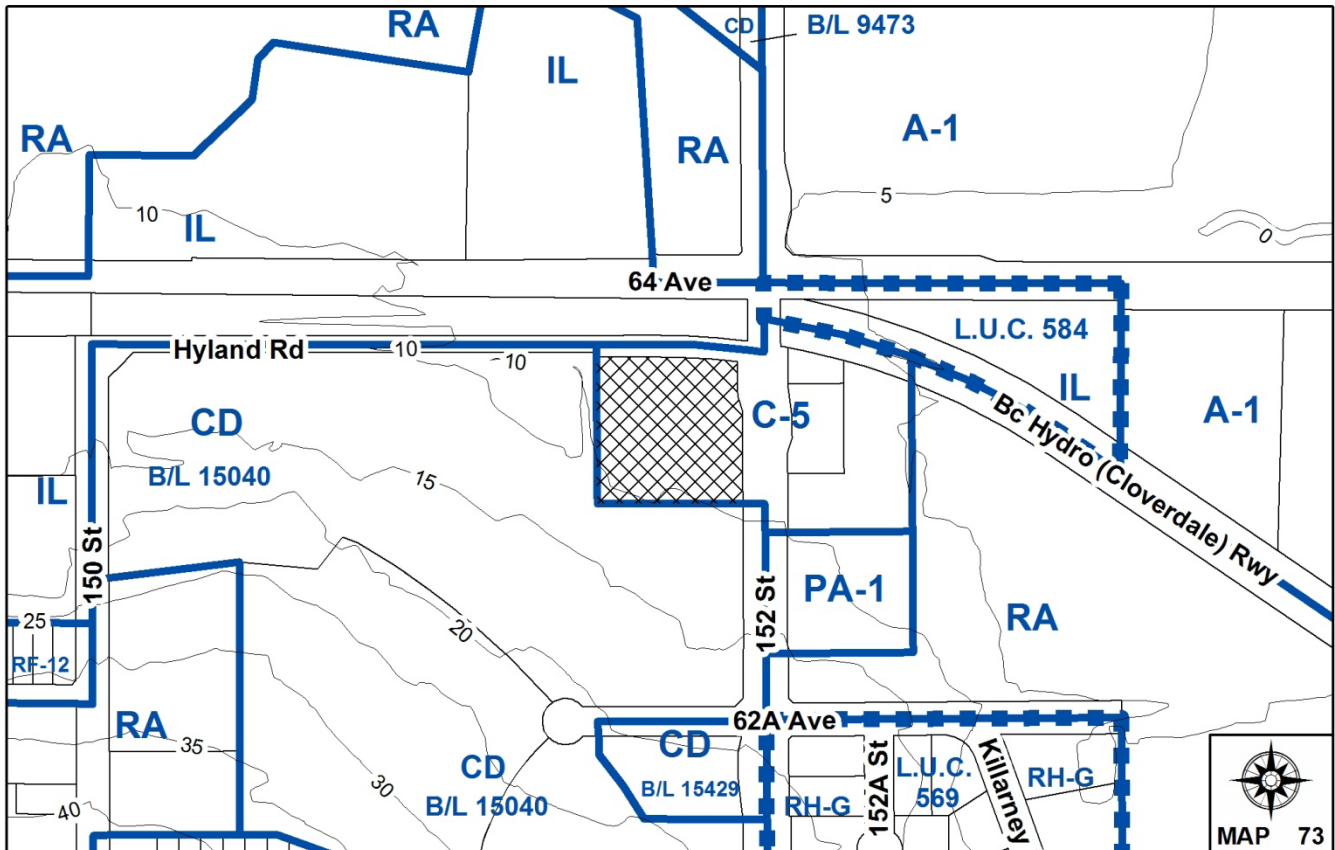 RA
CD
B/L 9473
IL
RA
RA
A-1
10
IL
5
0
64 Ave
L.U.C. 584
Hyland Rd
10
10
IL
C-5
A-1
CD
B/L 15040
15
Bc Hydro (Cloverdale) Rwy
IL
150 St
PA-1
152 St
RA
25
20
RF-12
RA
35
62A Ave
CD
B/L 15429
CD
B/L 15040
30
40
152A St
L.U.C.
569
Killarney
RH-G
RH-G
MAP 73